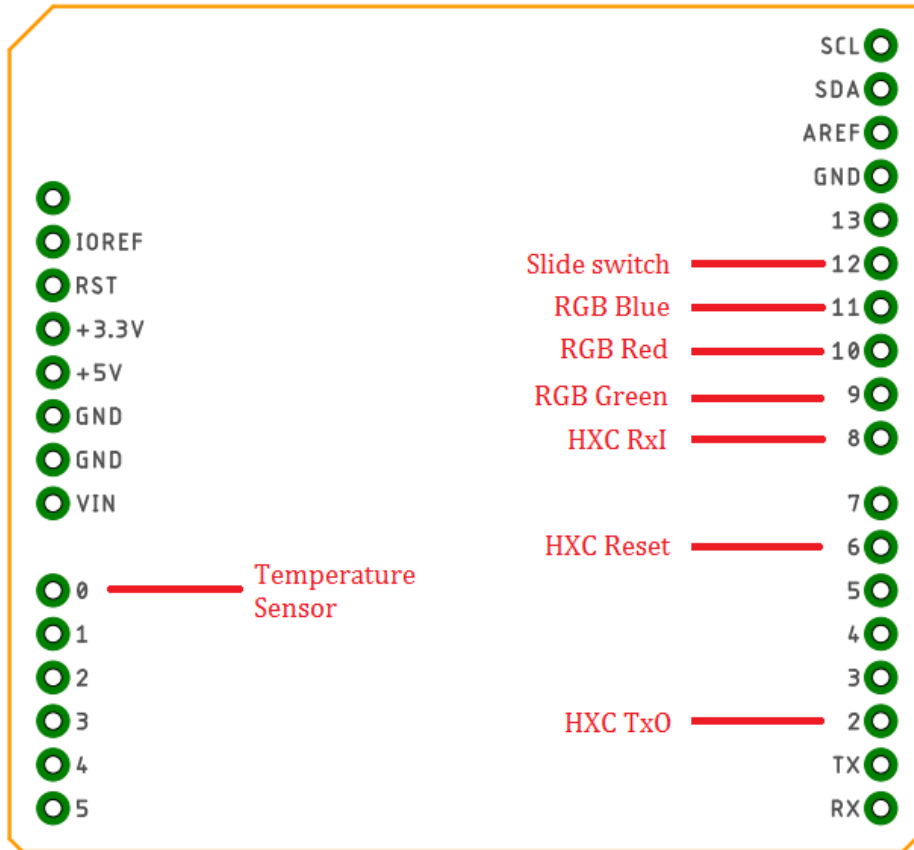 SCL
SDA
AREF
GND
13
IOREF
Slide switch 12
RST
RGB Blue 11
+3.3V
RGB Red 10
+5V
RGB Green 9
GND
HXC RxI 8
GND
VIN
7
HXC Reset 6
0 Temperature
Sensor
5
1
4
2
3
3
HXC TxO 2
4
TX
5
RX